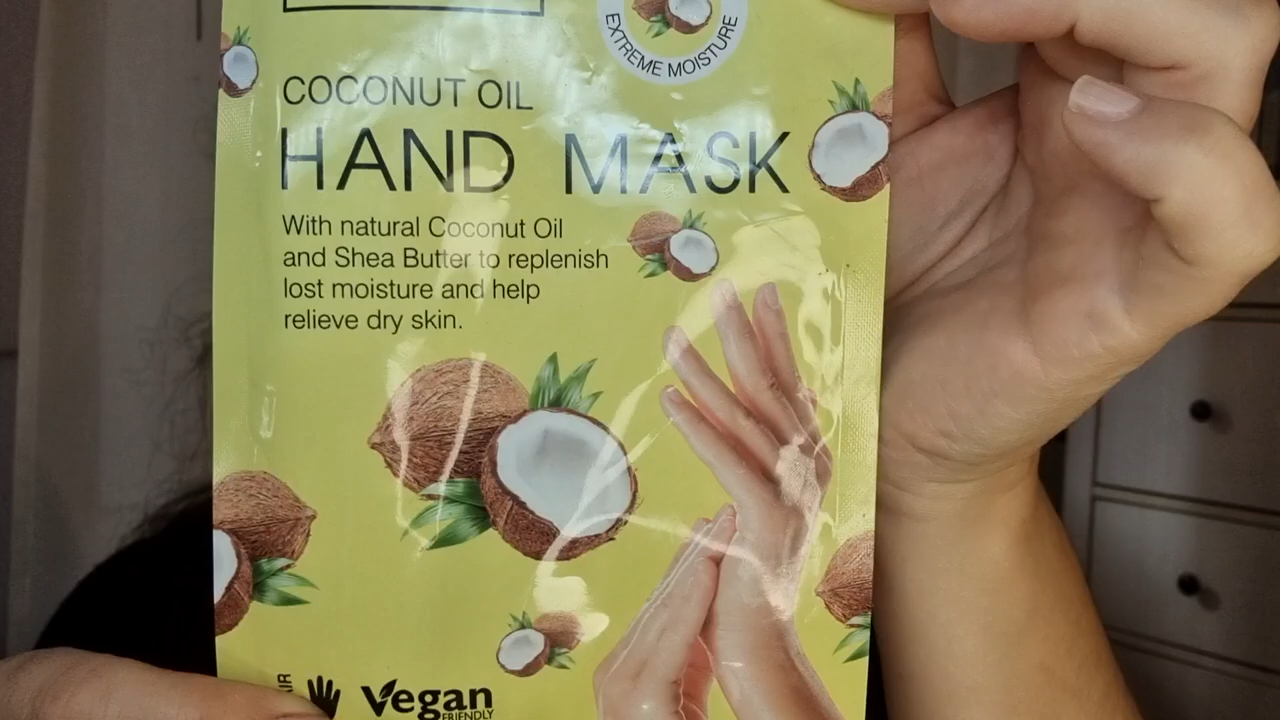 EXTREME MOISTURE
COCONUT OIL
HAND MASK
With natural Coconut Oil
and Shea Butter to replenish
lost moisture and help
relieve dry skin.
Vegan
FRIENDLY